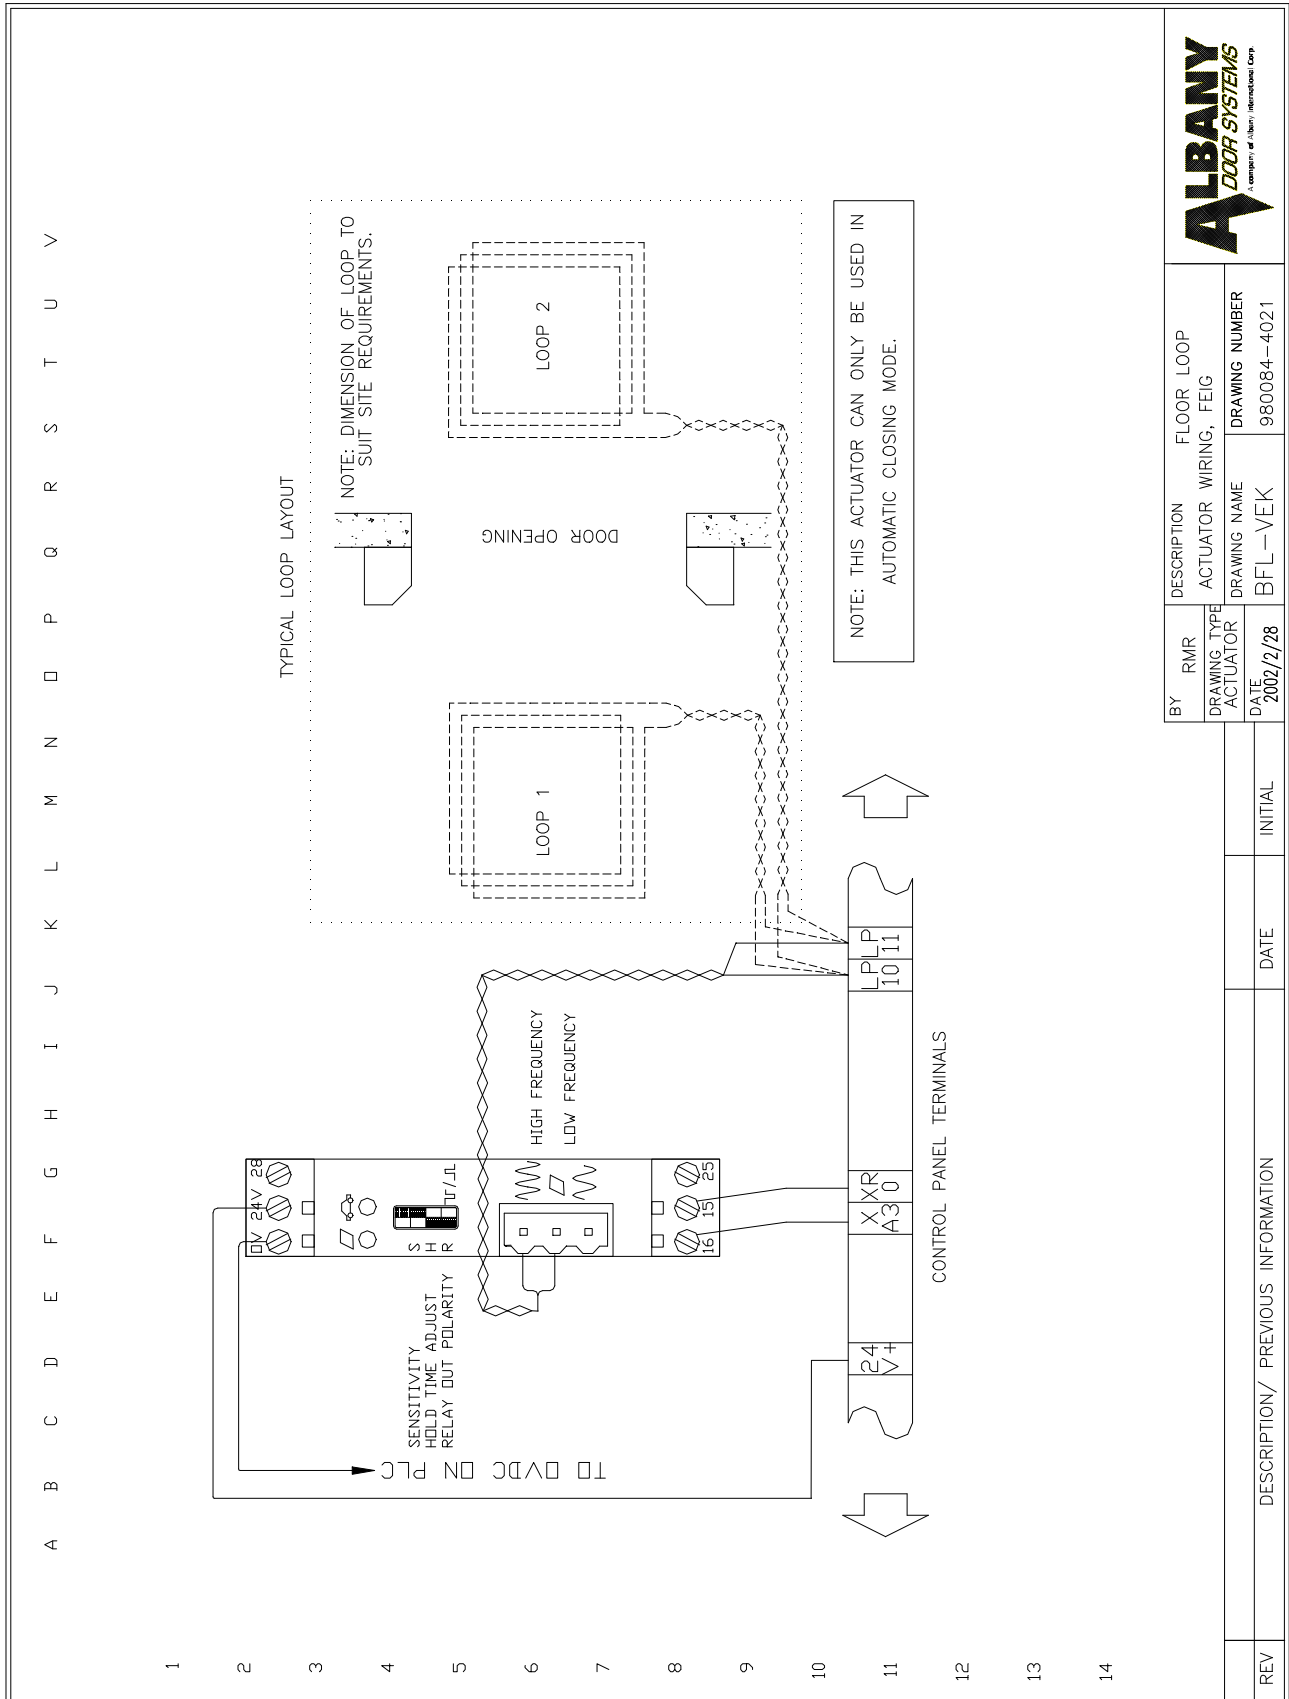 A B C D E F G H I J K L M N O P Q R S T U V
1
2
3
4
5
6
7
8
9
10
11
12
13
14
TYPICAL LOOP LAYOUT
NOTE: DIMENSION OF LOOP TO
SUIT SITE REQUIREMENTS.
LOOP 1
LOOP 2
DOOR OPENING
NOTE: THIS ACTUATOR CAN ONLY BE USED IN
AUTOMATIC CLOSING MODE.
0V 24V 28
S
H
R
SENSITIVITY
HOLD TIME ADJUST
RELAY OUT POLARITY
TO 0VDC ON PLC
HIGH FREQUENCY
LOW FREQUENCY
16 15 25
24 V+
X A3
XR 0
LP 10
LP 11
CONTROL PANEL TERMINALS
REV
DESCRIPTION/ PREVIOUS INFORMATION
DATE
INITIAL
BY
RMR
DRAWING TYPE
ACTUATOR
DATE
2002/2/28
DESCRIPTION
FLOOR LOOP
ACTUATOR WIRING, FEIG
DRAWING NAME
BFL-VEK
DRAWING NUMBER
980084-4021
ALBANY
DOOR SYSTEMS
A company of Albany International Corp.